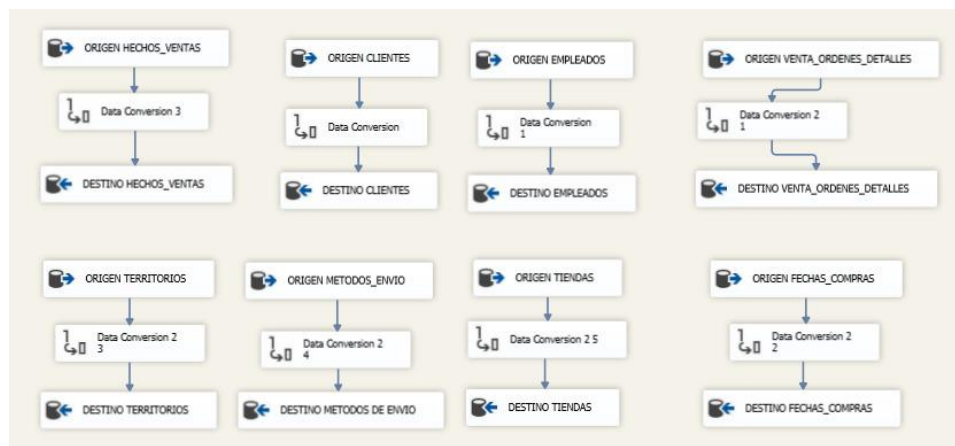 ORIGEN HECHOS_VENTAS
Data Conversion 3
DESTINO HECHOS_VENTAS
ORIGEN CLIENTES
Data Conversion
DESTINO CLIENTES
ORIGEN EMPLEADOS
Data Conversion
1
DESTINO EMPLEADOS
ORIGEN VENTA_ORDENES_DETALLES
Data Conversion 2
1
DESTINO VENTA_ORDENES_DETALLES
ORIGEN TERRITORIOS
Data Conversion 2
3
DESTINO TERRITORIOS
ORIGEN METODOS_ENVIO
Data Conversion 2
4
DESTINO METODOS DE ENVIO
ORIGEN TIENDAS
Data Conversion 2 5
DESTINO TIENDAS
ORIGEN FECHAS_COMPRAS
Data Conversion 2
2
DESTINO FECHAS_COMPRAS